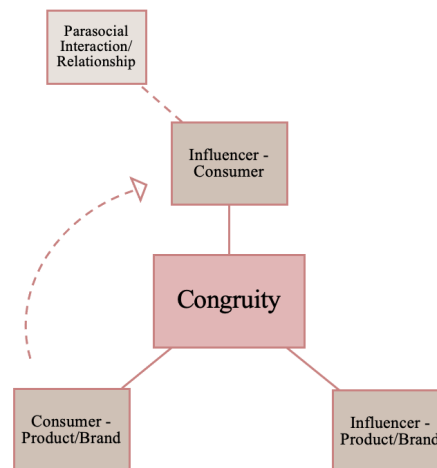 Parasocial
Interaction/
Relationship
Influencer -
Consumer
Congruity
Consumer -
Product/Brand
Influencer -
Product/Brand